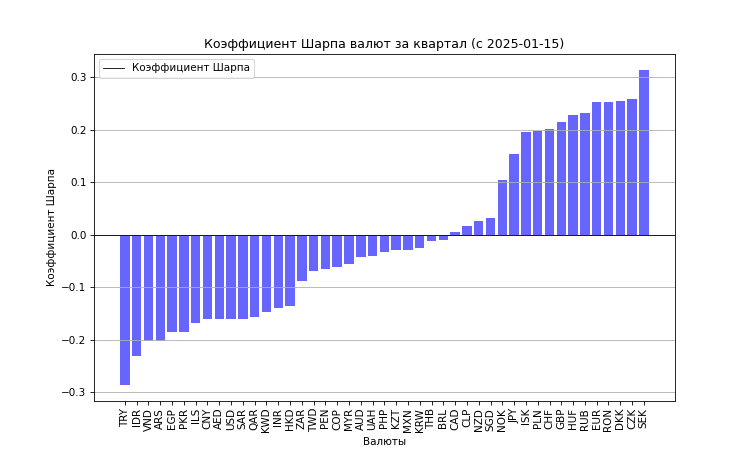 Коэффициент Шарпа валют за квартал (с 2025-01-15)
Коэффициент Шарпа
Коэффициент Шарпа
0.3
0.2
0.1
0.0
−0.1
−0.2
−0.3
TRY IDR VND ARS EGP PKR ILS CNY AED USD SAR QAR KWD INR HKD ZAR TWD PEN COP MYR AUD UAH PHP KZT MXN KRW THB BRL CAD CLP NZD SGD NOK JPY ISK PLN CHF GBP HUF RUB EUR RON DKK CZK SEK
Валюты